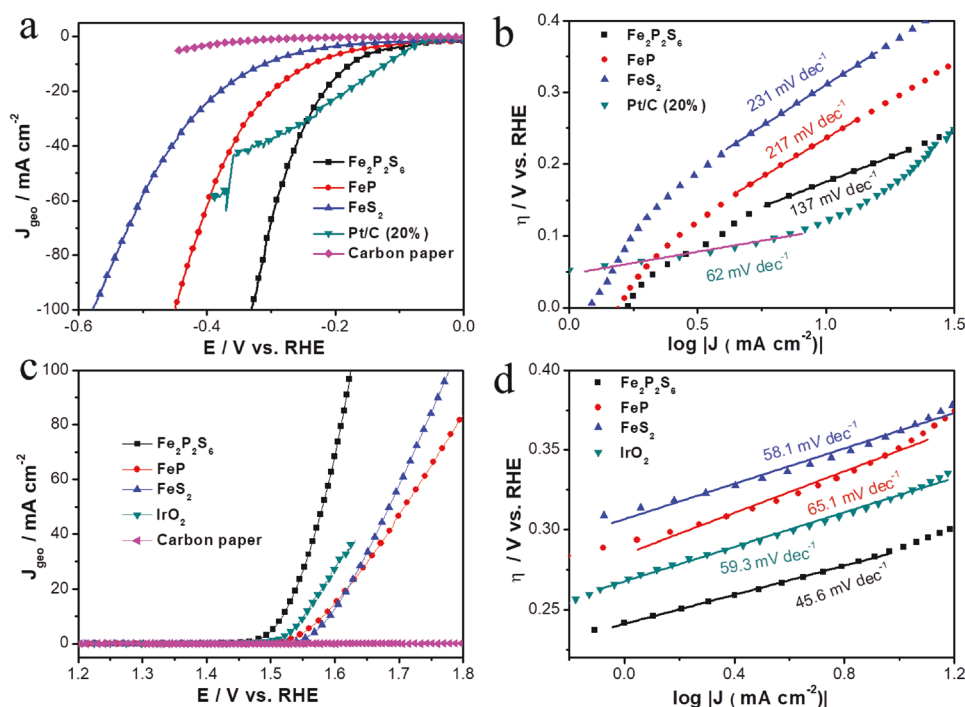 a
J_geo / mA cm⁻²
0
-20
-40
-60
-80
-100
Fe₂P₂S₆
FeP
FeS₂
Pt/C (20%)
Carbon paper
-0.6
-0.4
-0.2
0.0
E / V vs. RHE
b
η / V vs. RHE
0.4
0.3
0.2
0.1
0.0
Fe₂P₂S₆
FeP
FeS₂
Pt/C (20%)
231 mV dec⁻¹
217 mV dec⁻¹
137 mV dec⁻¹
62 mV dec⁻¹
0.0
0.5
1.0
1.5
log |J ( mA cm⁻²)|
c
J_geo / mA cm⁻²
100
80
60
40
20
0
Fe₂P₂S₆
FeP
FeS₂
IrO₂
Carbon paper
1.2
1.3
1.4
1.5
1.6
1.7
1.8
E / V vs. RHE
d
η / V vs. RHE
0.40
0.35
0.30
0.25
Fe₂P₂S₆
FeP
FeS₂
IrO₂
58.1 mV dec⁻¹
65.1 mV dec⁻¹
59.3 mV dec⁻¹
45.6 mV dec⁻¹
0.0
0.4
0.8
1.2
log |J ( mA cm⁻²)|